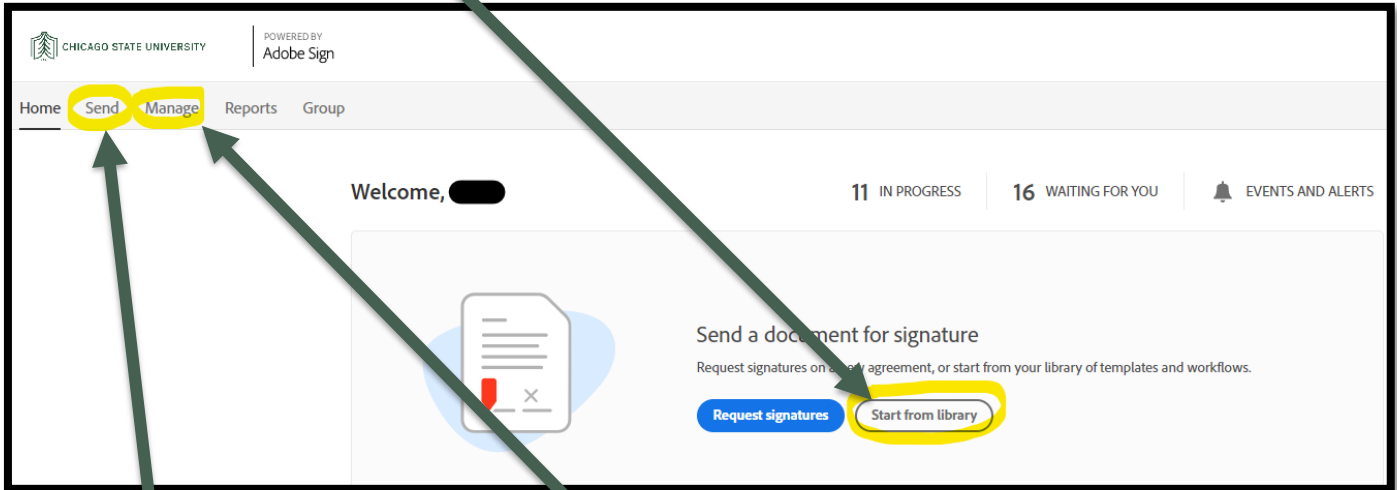 CHICAGO STATE UNIVERSITY
POWERED BY
Adobe Sign
Home Send Manage Reports Group
Welcome,
11 IN PROGRESS 16 WAITING FOR YOU EVENTS AND ALERTS
Send a document for signature
Request signatures on a new agreement, or start from your library of templates and workflows.
Request signatures Start from library